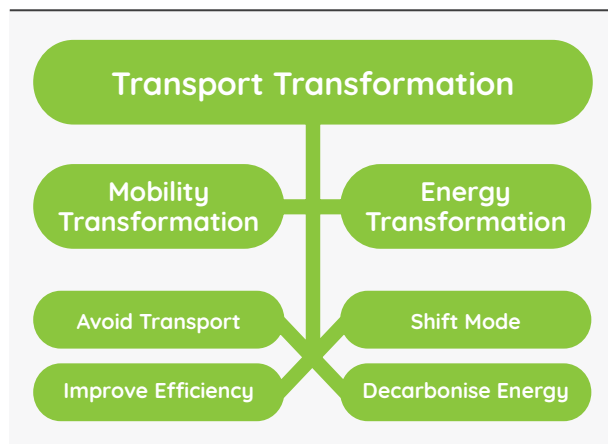 Transport Transformation
Mobility
Transformation
Energy
Transformation
Avoid Transport
Shift Mode
Improve Efficiency
Decarbonise Energy